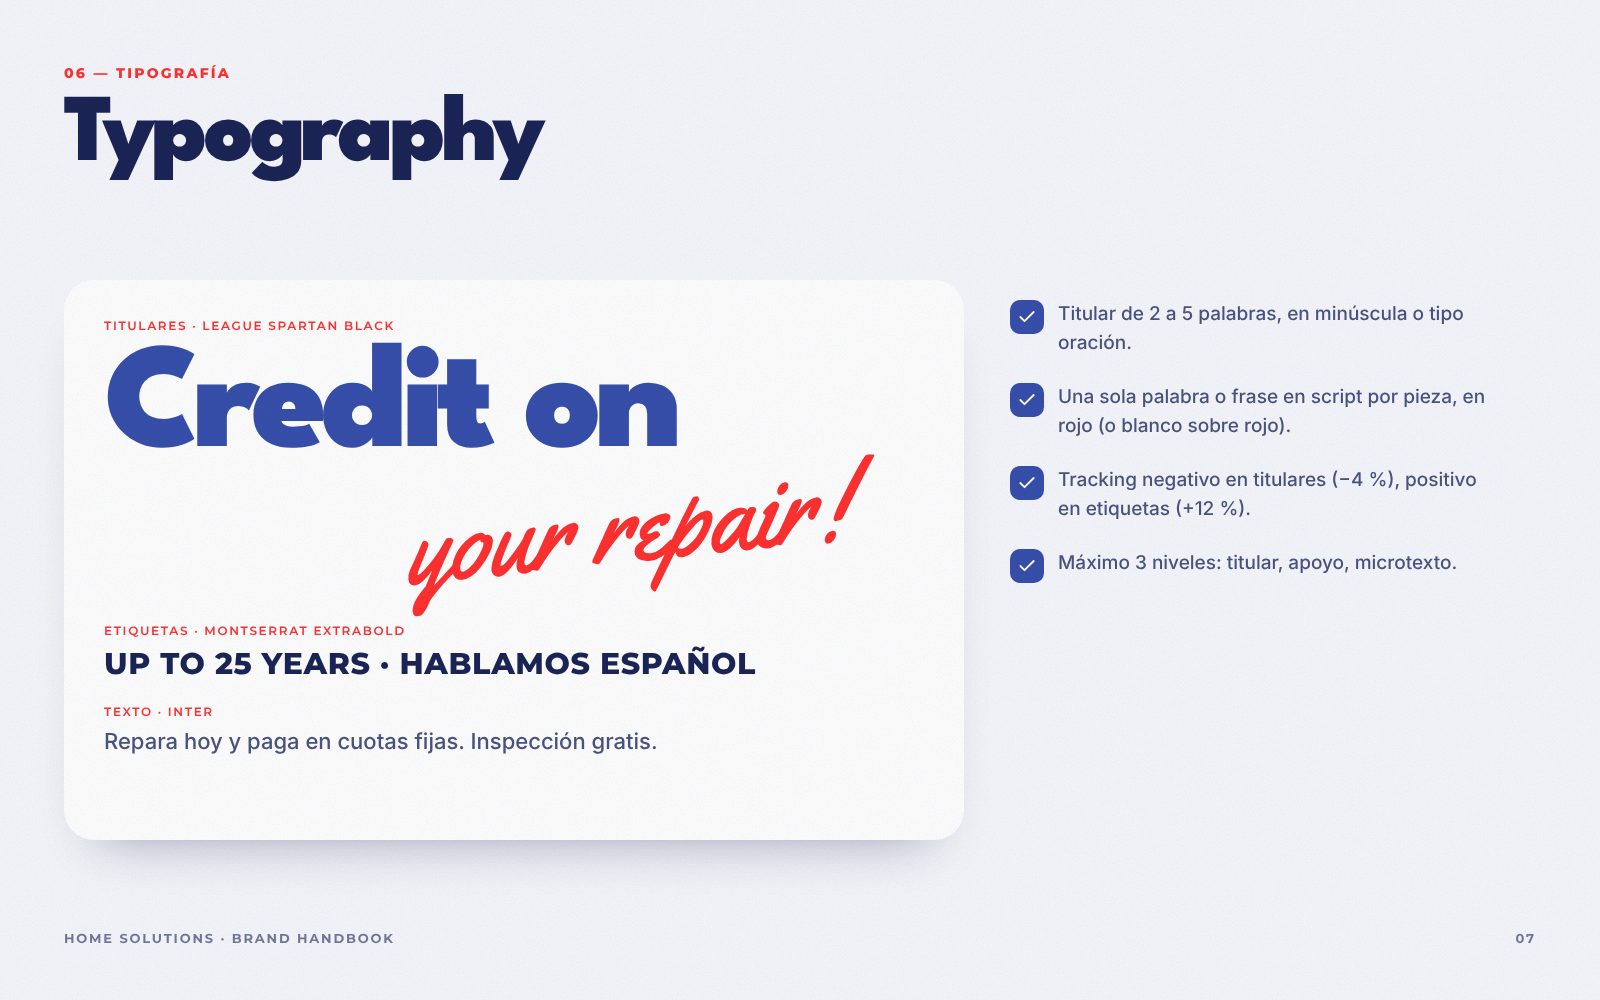 06 — TIPOGRAFÍA
Typography
TITULARES · LEAGUE SPARTAN BLACK
Credit on
your repair!
ETIQUETAS · MONTSERRAT EXTRABOLD
UP TO 25 YEARS · HABLAMOS ESPAÑOL
TEXTO · INTER
Repara hoy y paga en cuotas fijas. Inspección gratis.
Titular de 2 a 5 palabras, en minúscula o tipo
oración.
Una sola palabra o frase en script por pieza, en
rojo (o blanco sobre rojo).
Tracking negativo en titulares (−4 %), positivo
en etiquetas (+12 %).
Máximo 3 niveles: titular, apoyo, microtexto.
HOME SOLUTIONS · BRAND HANDBOOK
07